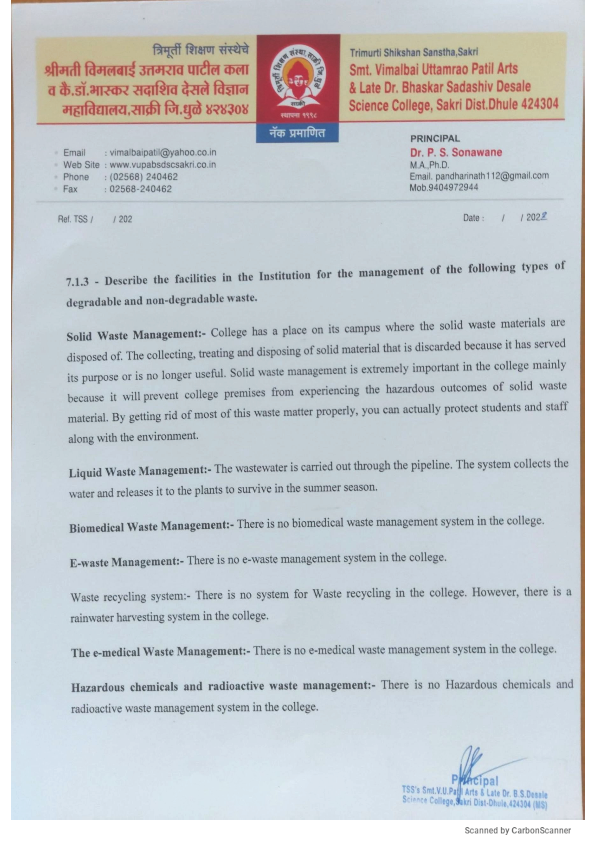 त्रिमूर्ती शिक्षण संस्थेचे
श्रीमती विमलबाई उत्तमराव पाटील कला
व कै.डॉ.भास्कर सदाशिव देसले विज्ञान
महाविद्यालय,साक्री जि.धुळे ४२४३०४
साक्री
स्थापना १९९८
नॅक प्रमाणित
Trimurti Shikshan Sanstha,Sakri
Smt. Vimalbai Uttamrao Patil Arts
& Late Dr. Bhaskar Sadashiv Desale
Science College, Sakri Dist.Dhule 424304
Email : vimalbaipatil@yahoo.co.in
Web Site : www.vupabsdscsakri.co.in
Phone : (02568) 240462
Fax : 02568-240462
PRINCIPAL
Dr. P. S. Sonawane
M.A.,Ph.D.
Email. pandharinath112@gmail.com
Mob.9404972944
Ref. TSS / / 202
Date : / / 2022
7.1.3 - Describe the facilities in the Institution for the management of the following types of
degradable and non-degradable waste.
Solid Waste Management:- College has a place on its campus where the solid waste materials are
disposed of. The collecting, treating and disposing of solid material that is discarded because it has served
its purpose or is no longer useful. Solid waste management is extremely important in the college mainly
because it will prevent college premises from experiencing the hazardous outcomes of solid waste
material. By getting rid of most of this waste matter properly, you can actually protect students and staff
along with the environment.
Liquid Waste Management:- The wastewater is carried out through the pipeline. The system collects the
water and releases it to the plants to survive in the summer season.
Biomedical Waste Management:- There is no biomedical waste management system in the college.
E-waste Management:- There is no e-waste management system in the college.
Waste recycling system:- There is no system for Waste recycling in the college. However, there is a
rainwater harvesting system in the college.
The e-medical Waste Management:- There is no e-medical waste management system in the college.
Hazardous chemicals and radioactive waste management:- There is no Hazardous chemicals and
radioactive waste management system in the college.
Principal
TSS's Smt.V.U.Patil Arts & Late Dr. B.S.Desale
Science College,Sakri Dist-Dhule,424304 (MS)
Scanned by CarbonScanner